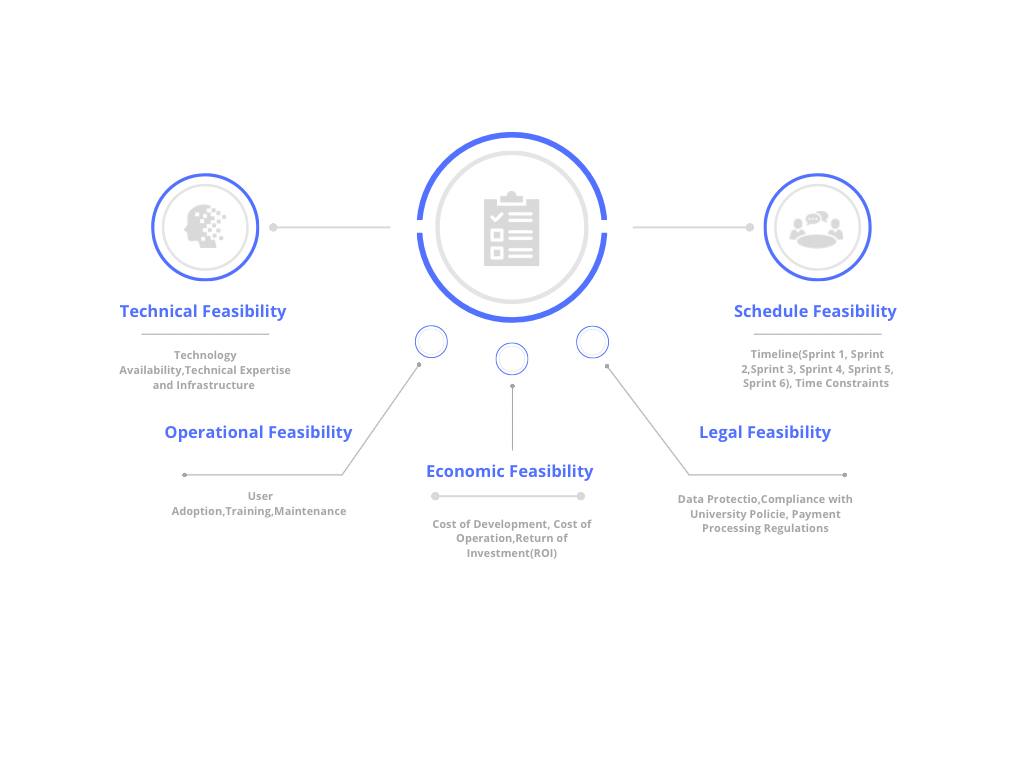 Technical Feasibility
Technology
Availability,Technical Expertise
and Infrastructure
Schedule Feasibility
Timeline(Sprint 1, Sprint
2,Sprint 3, Sprint 4, Sprint 5,
Sprint 6), Time Constraints
Operational Feasibility
User
Adoption,Training,Maintenance
Economic Feasibility
Cost of Development, Cost of
Operation,Return of
Investment(ROI)
Legal Feasibility
Data Protectio,Compliance with
University Policie, Payment
Processing Regulations